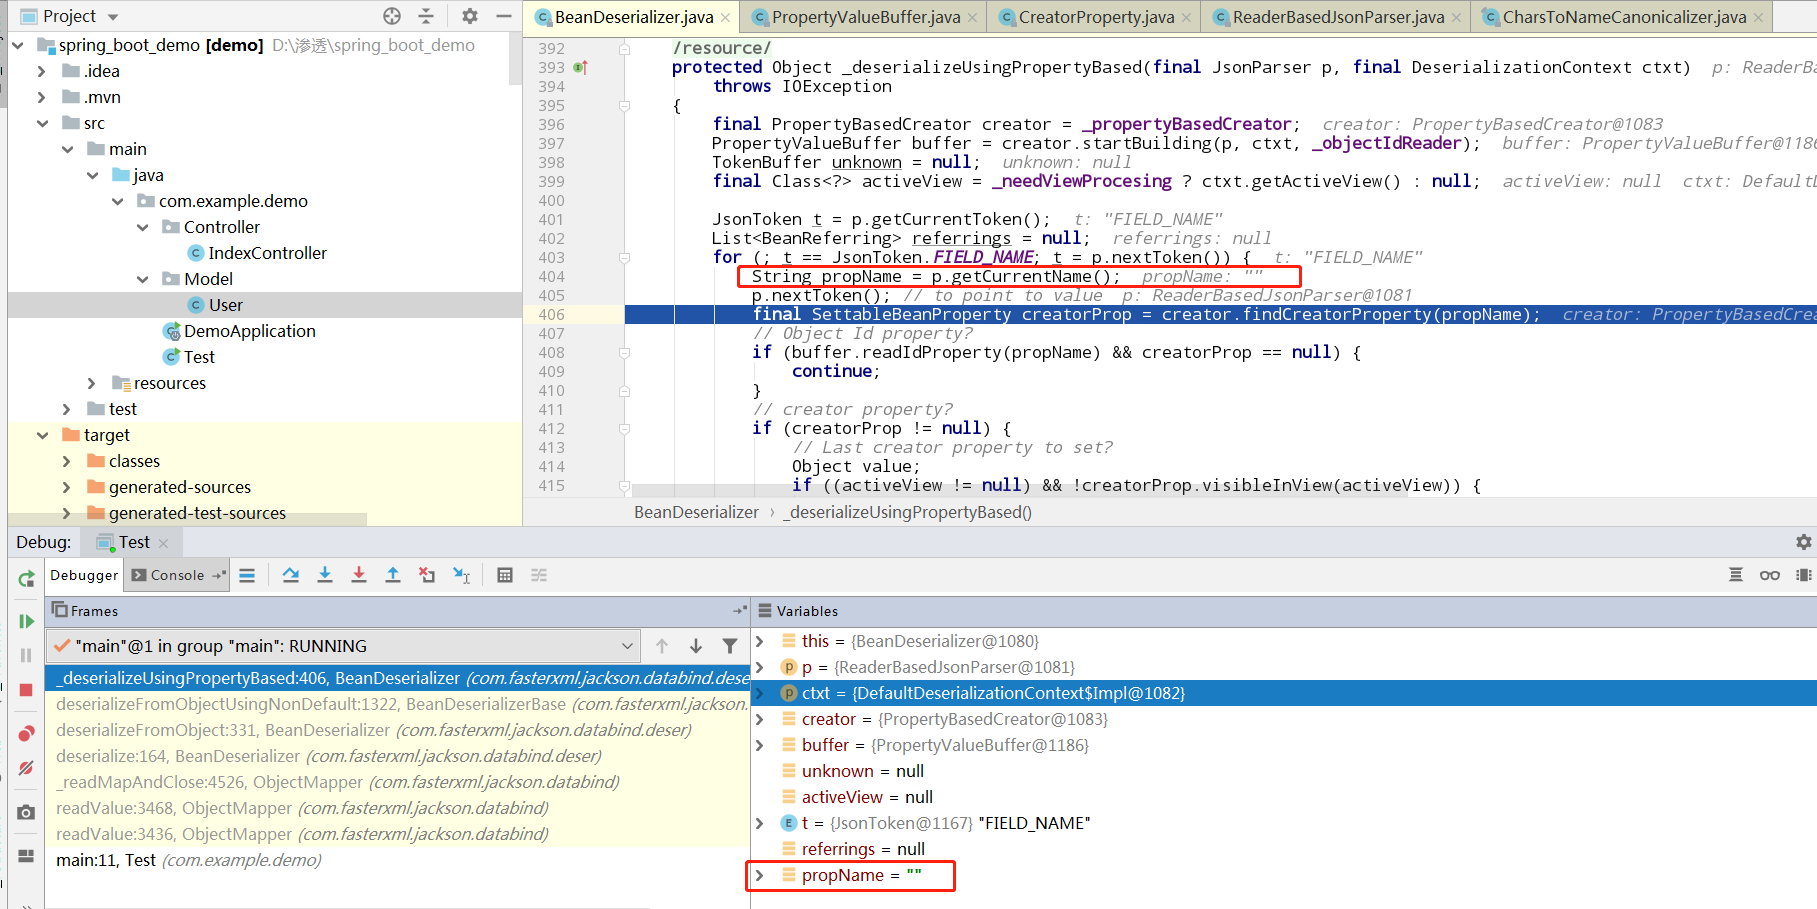 Project
spring_boot_demo [demo] D:\渗透\spring_boot_demo
.idea
.mvn
src
main
java
com.example.demo
Controller
IndexController
Model
User
DemoApplication
Test
resources
test
target
classes
generated-sources
generated-test-sources
BeanDeserializer.java PropertyValueBuffer.java CreatorProperty.java ReaderBasedJsonParser.java CharsToNameCanonicalizer.java
392 /resource/
393 protected Object _deserializeUsingPropertyBased(final JsonParser p, final DeserializationContext ctxt) p: ReaderBa
394 throws IOException
395 {
396 final PropertyBasedCreator creator = _propertyBasedCreator; creator: PropertyBasedCreator@1083
397 PropertyValueBuffer buffer = creator.startBuilding(p, ctxt, _objectIdReader); buffer: PropertyValueBuffer@1186
398 TokenBuffer unknown = null; unknown: null
399 final Class<?> activeView = _needViewProcesing ? ctxt.getActiveView() : null; activeView: null ctxt: DefaultD
400
401 JsonToken t = p.getCurrentToken(); t: "FIELD_NAME"
402 List<BeanReferring> referrings = null; referrings: null
403 for (; t == JsonToken.FIELD_NAME; t = p.nextToken()) { t: "FIELD_NAME"
404 String propName = p.getCurrentName(); propName: ""
405 p.nextToken(); // to point to value p: ReaderBasedJsonParser@1081
406 final SettableBeanProperty creatorProp = creator.findCreatorProperty(propName); creator: PropertyBasedCrea
407 // Object Id property?
408 if (buffer.readIdProperty(propName) && creatorProp == null) {
409 continue;
410 }
411 // creator property?
412 if (creatorProp != null) {
413 // Last creator property to set?
414 Object value;
415 if ((activeView != null) && !creatorProp.visibleInView(activeView)) {
BeanDeserializer › _deserializeUsingPropertyBased()
Debug: Test
Debugger Console
Frames
"main"@1 in group "main": RUNNING
_deserializeUsingPropertyBased:406, BeanDeserializer (com.fasterxml.jackson.databind.dese
deserializeFromObjectUsingNonDefault:1322, BeanDeserializerBase (com.fasterxml.jackson.
deserializeFromObject:331, BeanDeserializer (com.fasterxml.jackson.databind.deser)
deserialize:164, BeanDeserializer (com.fasterxml.jackson.databind.deser)
_readMapAndClose:4526, ObjectMapper (com.fasterxml.jackson.databind)
readValue:3468, ObjectMapper (com.fasterxml.jackson.databind)
readValue:3436, ObjectMapper (com.fasterxml.jackson.databind)
main:11, Test (com.example.demo)
Variables
this = {BeanDeserializer@1080}
p = {ReaderBasedJsonParser@1081}
ctxt = {DefaultDeserializationContext$Impl@1082}
creator = {PropertyBasedCreator@1083}
buffer = {PropertyValueBuffer@1186}
unknown = null
activeView = null
t = {JsonToken@1167} "FIELD_NAME"
referrings = null
propName = ""